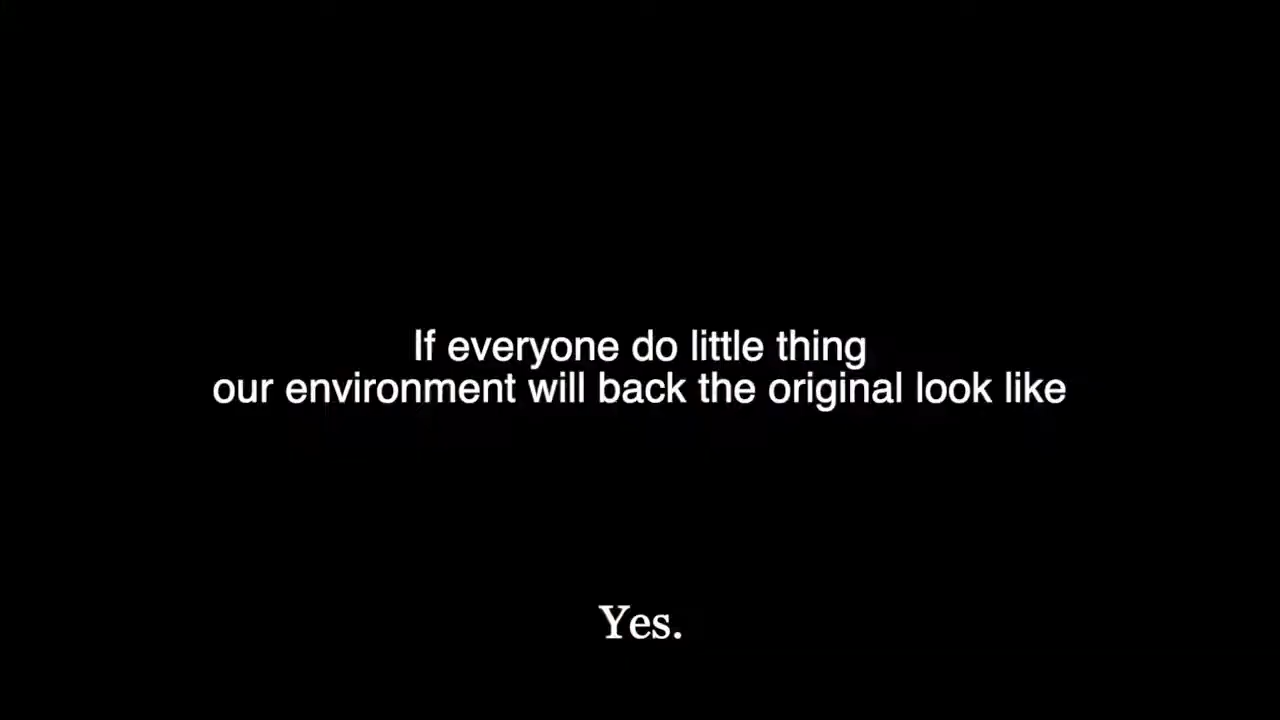 If everyone do little thing
our environment will back the original look like
Yes.